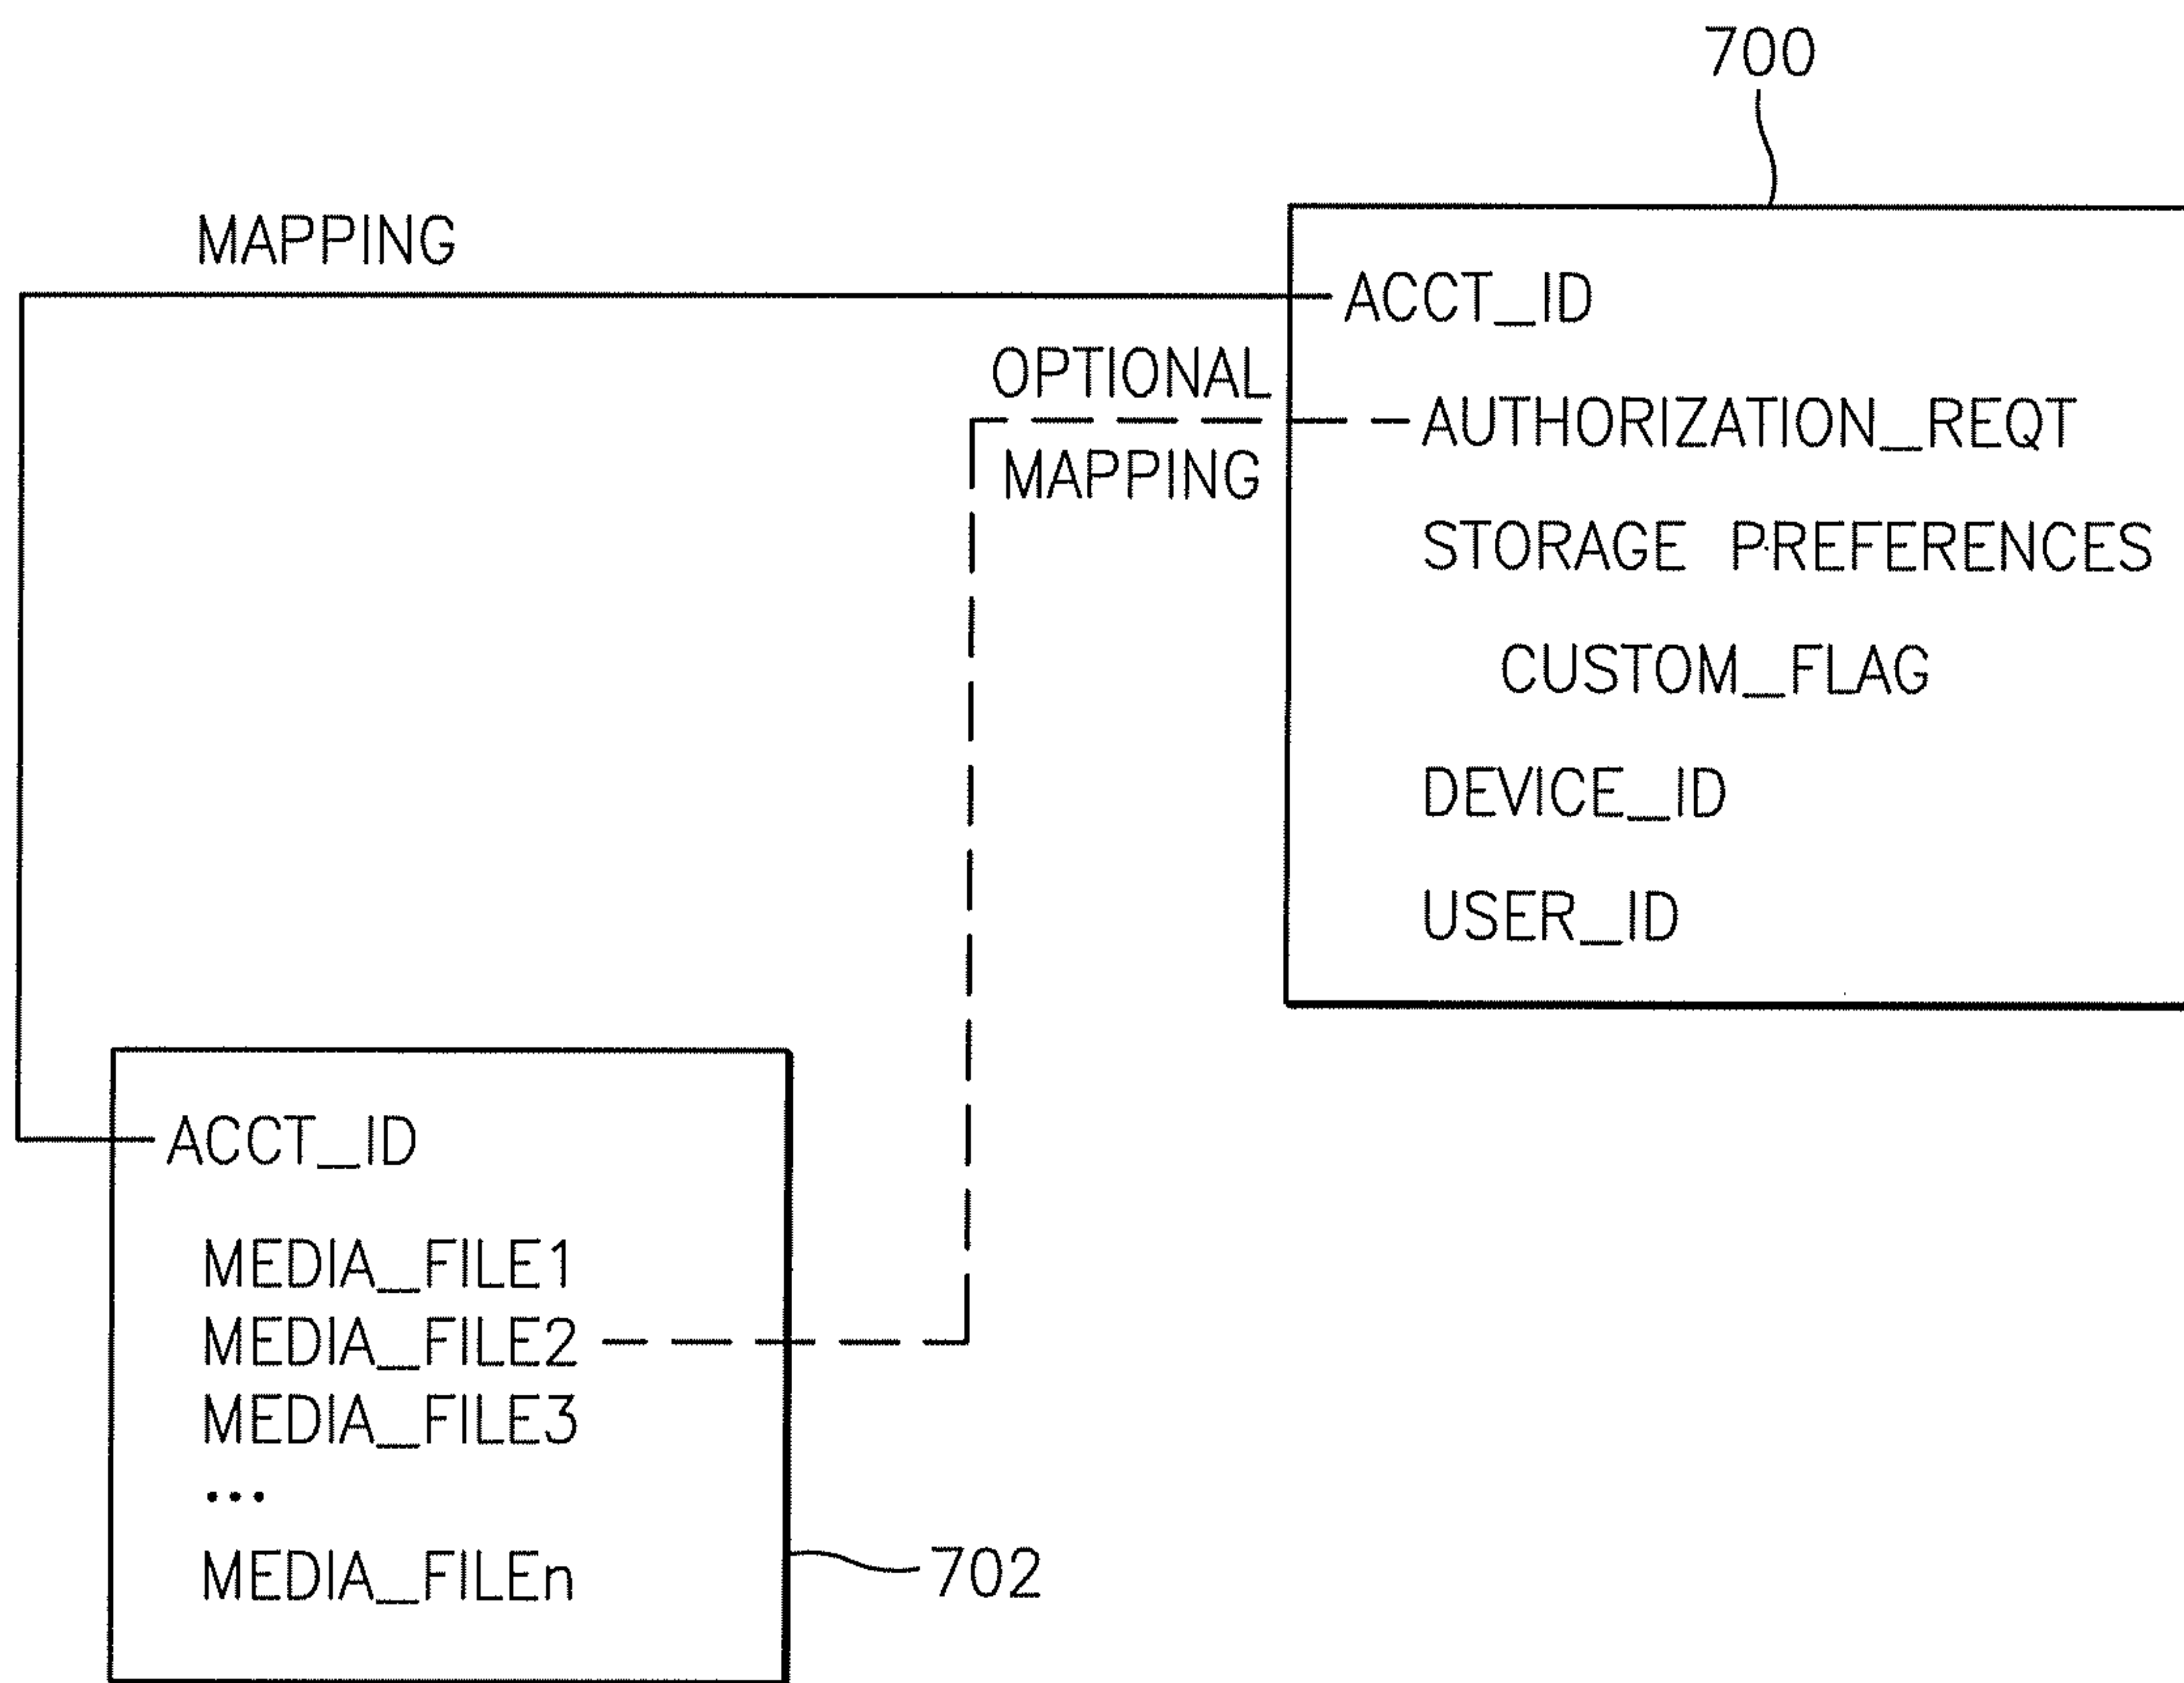 700
MAPPING
ACCT_ID
OPTIONAL
MAPPING
AUTHORIZATION_REQT
STORAGE PREFERENCES
CUSTOM_FLAG
DEVICE_ID
USER_ID
ACCT_ID
MEDIA_FILE1
MEDIA_FILE2
MEDIA_FILE3
...
MEDIA_FILEn
702